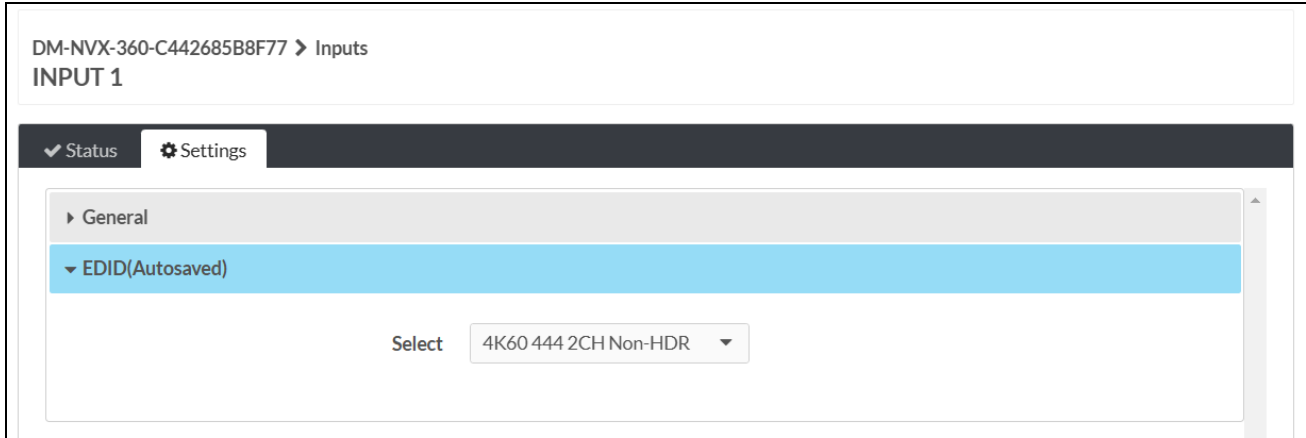 DM-NVX-360-C442685B8F77 > Inputs
INPUT 1
Status Settings
General
EDID(Autosaved)
Select 4K60 444 2CH Non-HDR